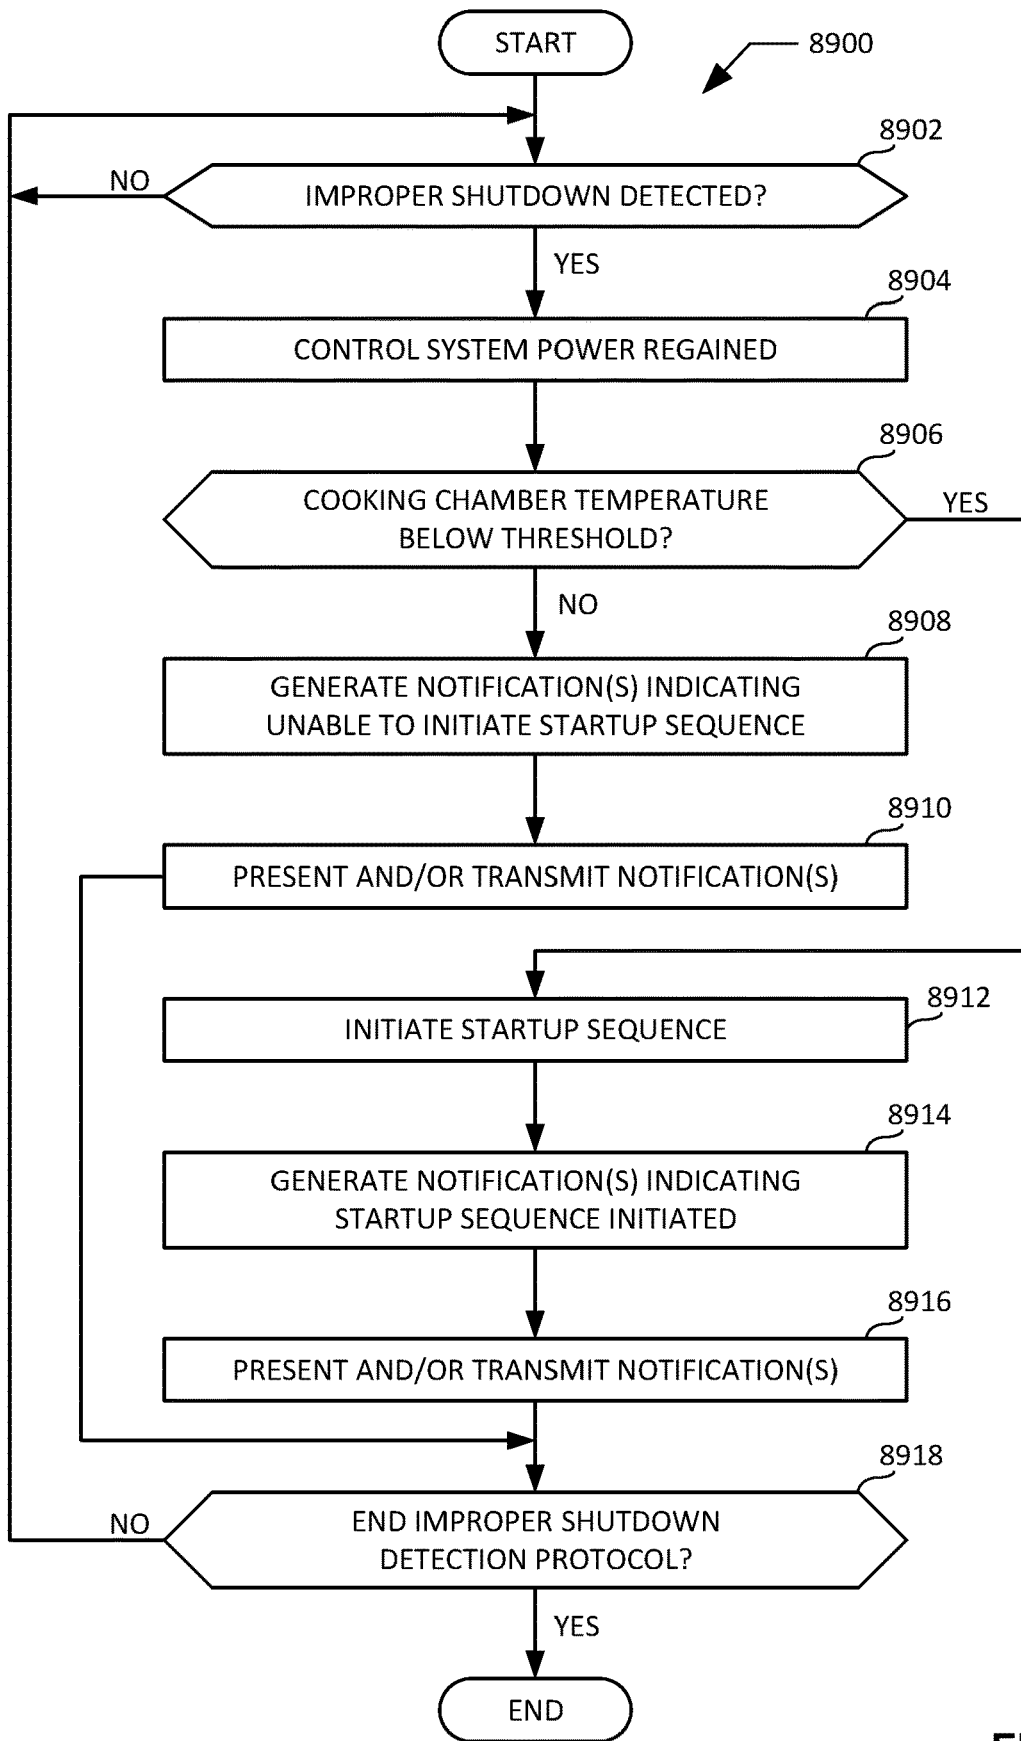 START
8900
8902
NO
IMPROPER SHUTDOWN DETECTED?
YES
8904
CONTROL SYSTEM POWER REGAINED
8906
COOKING CHAMBER TEMPERATURE
BELOW THRESHOLD?
YES
NO
8908
GENERATE NOTIFICATION(S) INDICATING
UNABLE TO INITIATE STARTUP SEQUENCE
8910
PRESENT AND/OR TRANSMIT NOTIFICATION(S)
8912
INITIATE STARTUP SEQUENCE
8914
GENERATE NOTIFICATION(S) INDICATING
STARTUP SEQUENCE INITIATED
8916
PRESENT AND/OR TRANSMIT NOTIFICATION(S)
8918
NO
END IMPROPER SHUTDOWN
DETECTION PROTOCOL?
YES
END